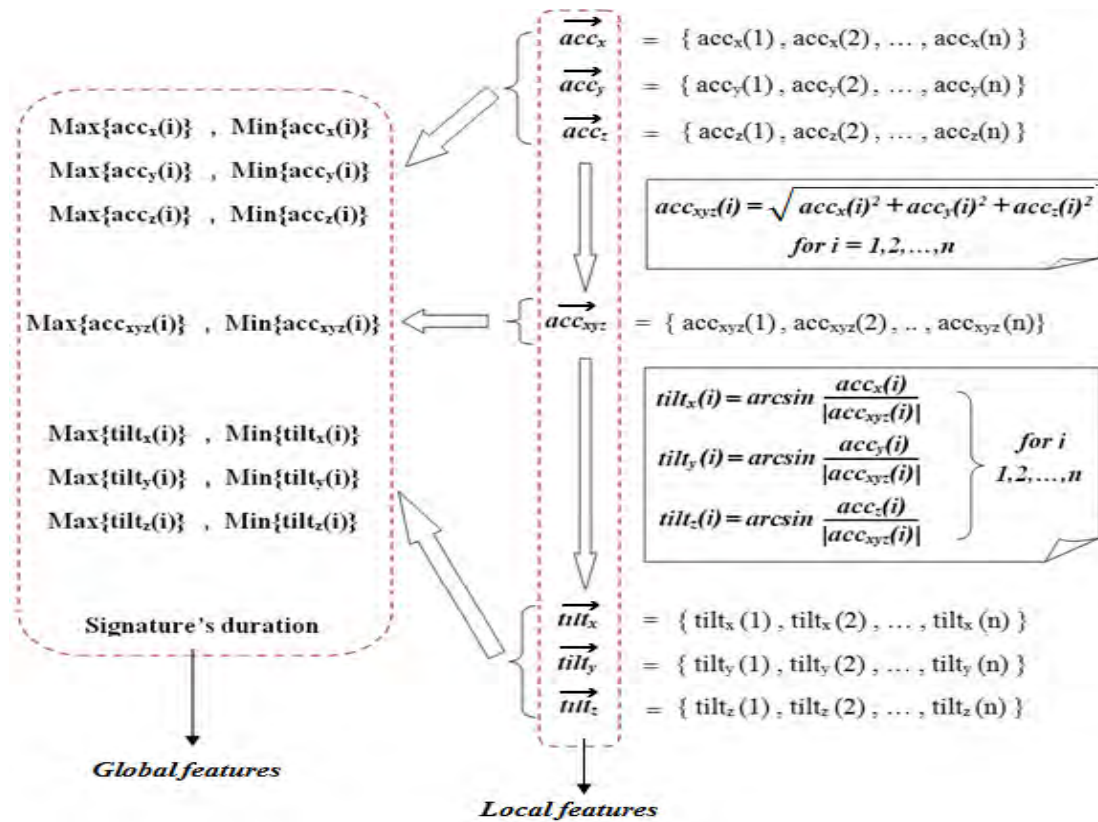 acc_x = { acc_x(1) , acc_x(2) , … , acc_x(n) }
acc_y = { acc_y(1) , acc_y(2) , … , acc_y(n) }
acc_z = { acc_z(1) , acc_z(2) , … , acc_z(n) }
Max{acc_x(i)} , Min{acc_x(i)}
Max{acc_y(i)} , Min{acc_y(i)}
Max{acc_z(i)} , Min{acc_z(i)}
acc_xyz(i) = √ acc_x(i)² + acc_y(i)² + acc_z(i)²
for i = 1,2,…,n
Max{acc_xyz(i)} , Min{acc_xyz(i)}
acc_xyz = { acc_xyz(1) , acc_xyz(2) , .. , acc_xyz(n)}
tilt_x(i) = arcsin acc_x(i) / |acc_xyz(i)|
tilt_y(i) = arcsin acc_y(i) / |acc_xyz(i)|
tilt_z(i) = arcsin acc_z(i) / |acc_xyz(i)|
for i
1,2,…,n
Max{tilt_x(i)} , Min{tilt_x(i)}
Max{tilt_y(i)} , Min{tilt_y(i)}
Max{tilt_z(i)} , Min{tilt_z(i)}
Signature's duration
tilt_x = { tilt_x(1) , tilt_x(2) , … , tilt_x(n) }
tilt_y = { tilt_y(1) , tilt_y(2) , … , tilt_y(n) }
tilt_z = { tilt_z(1) , tilt_z(2) , … , tilt_z(n) }
Global features
Local features